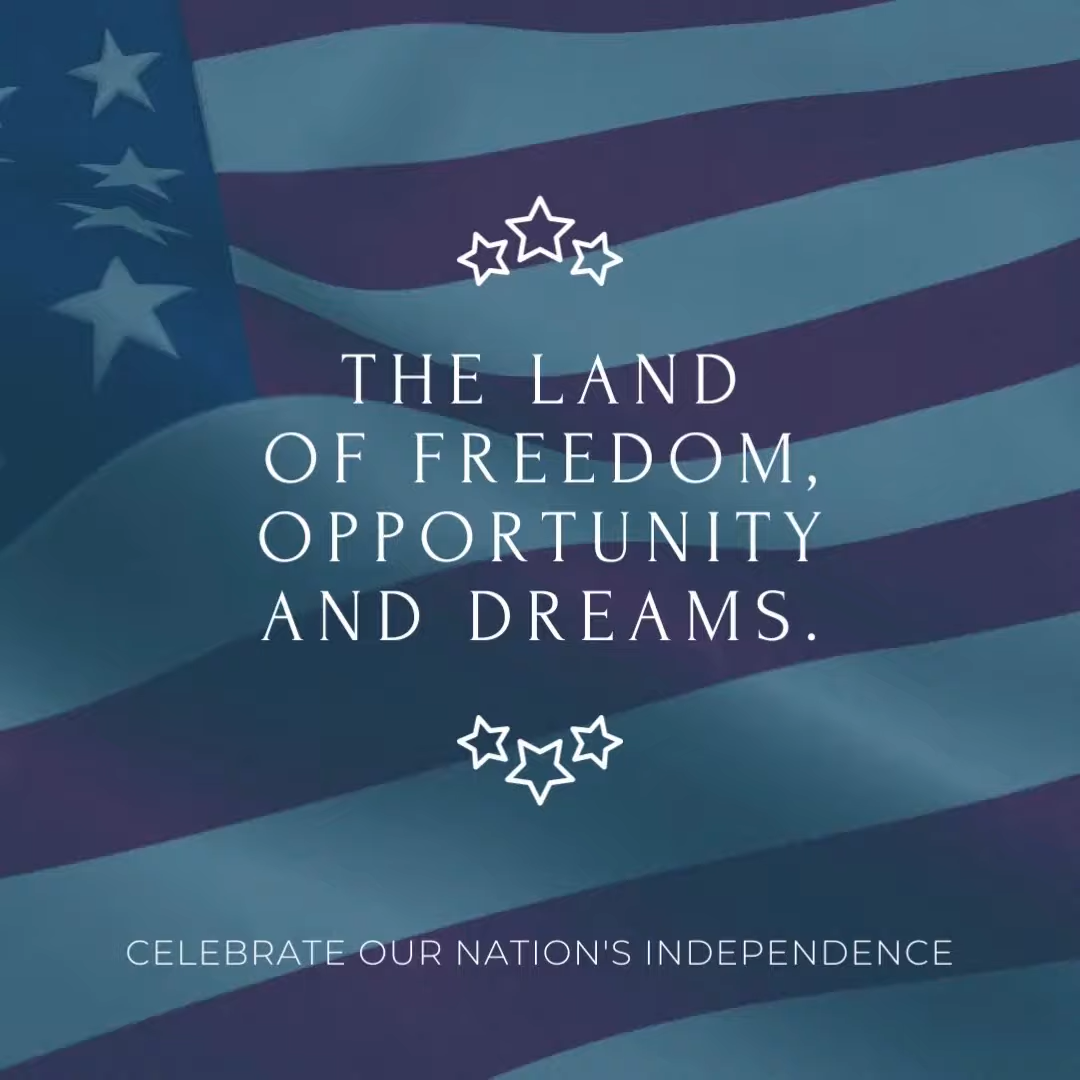 THE LAND
OF FREEDOM,
OPPORTUNITY
AND DREAMS.
CELEBRATE OUR NATION'S INDEPENDENCE